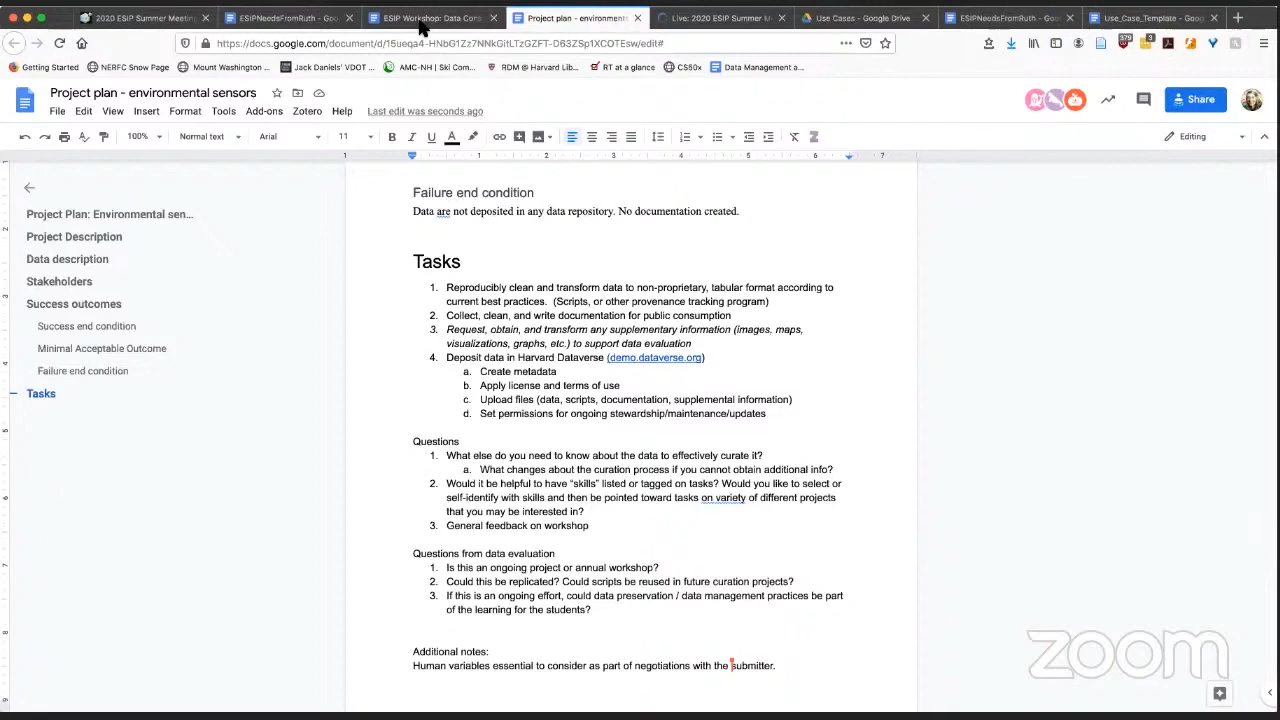 2020 ESIP Summer Meeting
ESIPNeedsFromRuth - Goo
ESIP Workshop: Data Cons
Project plan - environment
Live: 2020 ESIP Summer M
Use Cases - Google Drive
ESIPNeedsFromRuth - Goo
Use_Case_Template - Goog
https://docs.google.com/document/d/15ueqa4-HNbG1Zz7NNkGitLTzGZFT-D63ZSp1XCOTEsw/edit#
379
3
Getting Started
NERFC Snow Page
Mount Washington ...
Jack Daniels' VDOT ...
AMC-NH | Ski Com...
RDM @ Harvard Lib...
RT at a glance
CS50x
Data Management a...
Project plan - environmental sensors
File Edit View Insert Format Tools Add-ons Zotero Help Last edit was seconds ago
Share
100% Normal text Arial 11 B I U A Editing
1 1 2 3 4 5 6 7
Project Plan: Environmental sen...
Project Description
Data description
Stakeholders
Success outcomes
Success end condition
Minimal Acceptable Outcome
Failure end condition
Tasks
Failure end condition
Data are not deposited in any data repository. No documentation created.
Tasks
1. Reproducibly clean and transform data to non-proprietary, tabular format according to
current best practices. (Scripts, or other provenance tracking program)
2. Collect, clean, and write documentation for public consumption
3. Request, obtain, and transform any supplementary information (images, maps,
visualizations, graphs, etc.) to support data evaluation
4. Deposit data in Harvard Dataverse (demo.dataverse.org)
a. Create metadata
b. Apply license and terms of use
c. Upload files (data, scripts, documentation, supplemental information)
d. Set permissions for ongoing stewardship/maintenance/updates
Questions
1. What else do you need to know about the data to effectively curate it?
a. What changes about the curation process if you cannot obtain additional info?
2. Would it be helpful to have “skills” listed or tagged on tasks? Would you like to select or
self-identify with skills and then be pointed toward tasks on variety of different projects
that you may be interested in?
3. General feedback on workshop
Questions from data evaluation
1. Is this an ongoing project or annual workshop?
2. Could this be replicated? Could scripts be reused in future curation projects?
3. If this is an ongoing effort, could data preservation / data management practices be part
of the learning for the students?
Additional notes:
Human variables essential to consider as part of negotiations with the submitter.
zoom